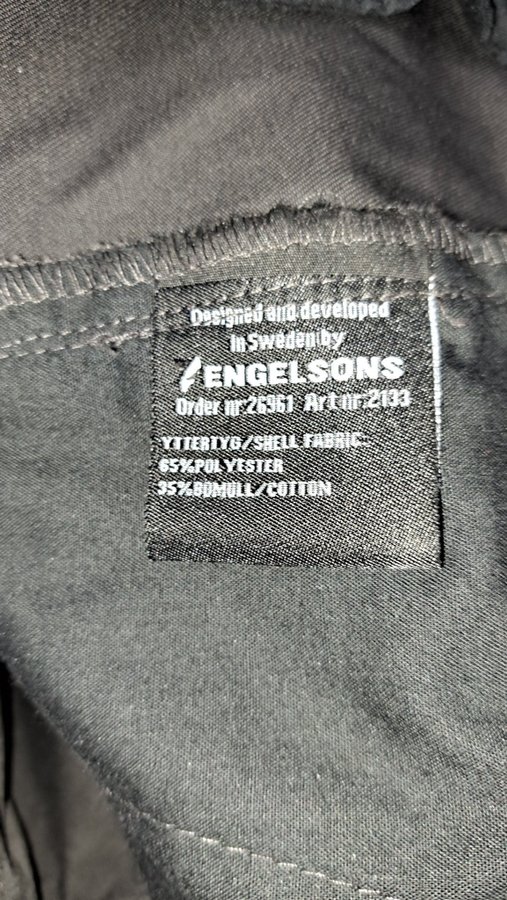 Designed and developed
in Sweden by
ENGELSONS
Order nr 26961 Art nr 2133
YTTERTYG/SHELL FABRIC:
65%POLYESTER
35%BOMULL/COTTON